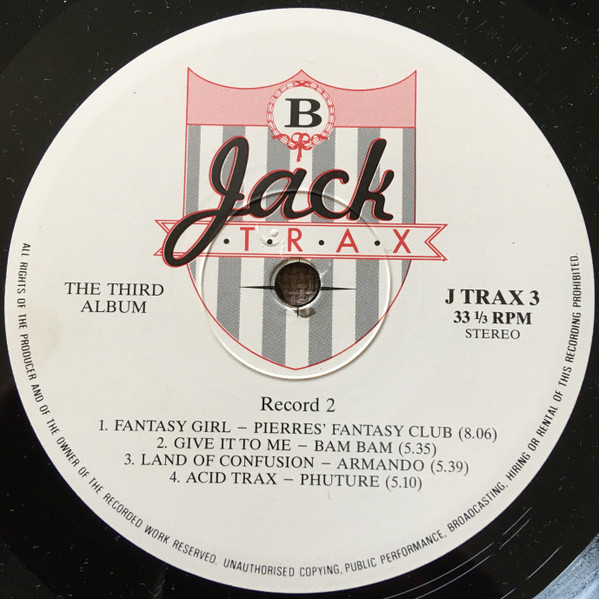 B
Jack
·T·R·A·X
THE THIRD
ALBUM
J TRAX 3
33 1/3 RPM
STEREO
Record 2
1. FANTASY GIRL – PIERRES' FANTASY CLUB (8.06)
2. GIVE IT TO ME – BAM BAM (5.35)
3. LAND OF CONFUSION – ARMANDO (5.39)
4. ACID TRAX – PHUTURE (5.10)
ALL RIGHTS OF THE PRODUCER AND OF THE OWNER OF THE RECORDED WORK RESERVED. UNAUTHORISED COPYING, PUBLIC PERFORMANCE, BROADCASTING, HIRING OR RENTAL OF THIS RECORDING PROHIBITED.